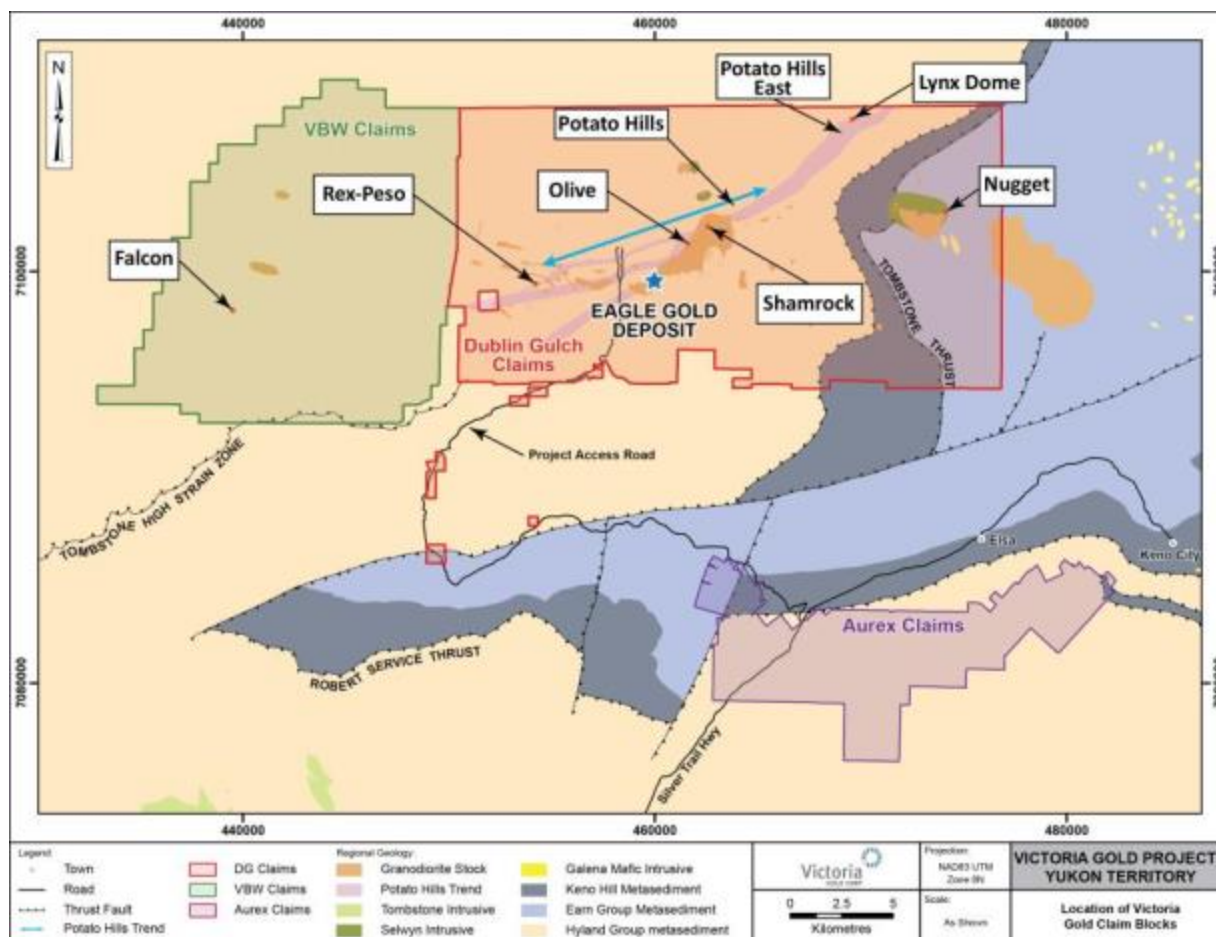 440000
460000
480000
N
VBW Claims
Potato Hills
East
Lynx Dome
Potato Hills
Rex-Peso
Olive
Nugget
Falcon
7100000
EAGLE GOLD
DEPOSIT
Shamrock
TOMBSTONE THRUST
Dublin Gulch
Claims
Project Access Road
TOMBSTONE HIGH STRAIN ZONE
Elsa
Keno City
Aurex Claims
ROBERT SERVICE THRUST
7080000
Silver Trail Hwy
440000
460000
480000
Legend
Town
Road
Thrust Fault
Potato Hills Trend
DG Claims
VBW Claims
Aurex Claims
Regional Geology:
Granodiorite Stock
Potato Hills Trend
Tombstone Intrusive
Selwyn Intrusive
Galena Mafic Intrusive
Keno Hill Metasediment
Earn Group Metasediment
Hyland Group metasediment
Victoria
GOLD CORP
0 2.5 5
Kilometres
Projection:
NAD83 UTM
Zone 8N
Scale:
As Shown
VICTORIA GOLD PROJECT
YUKON TERRITORY
Location of Victoria
Gold Claim Blocks